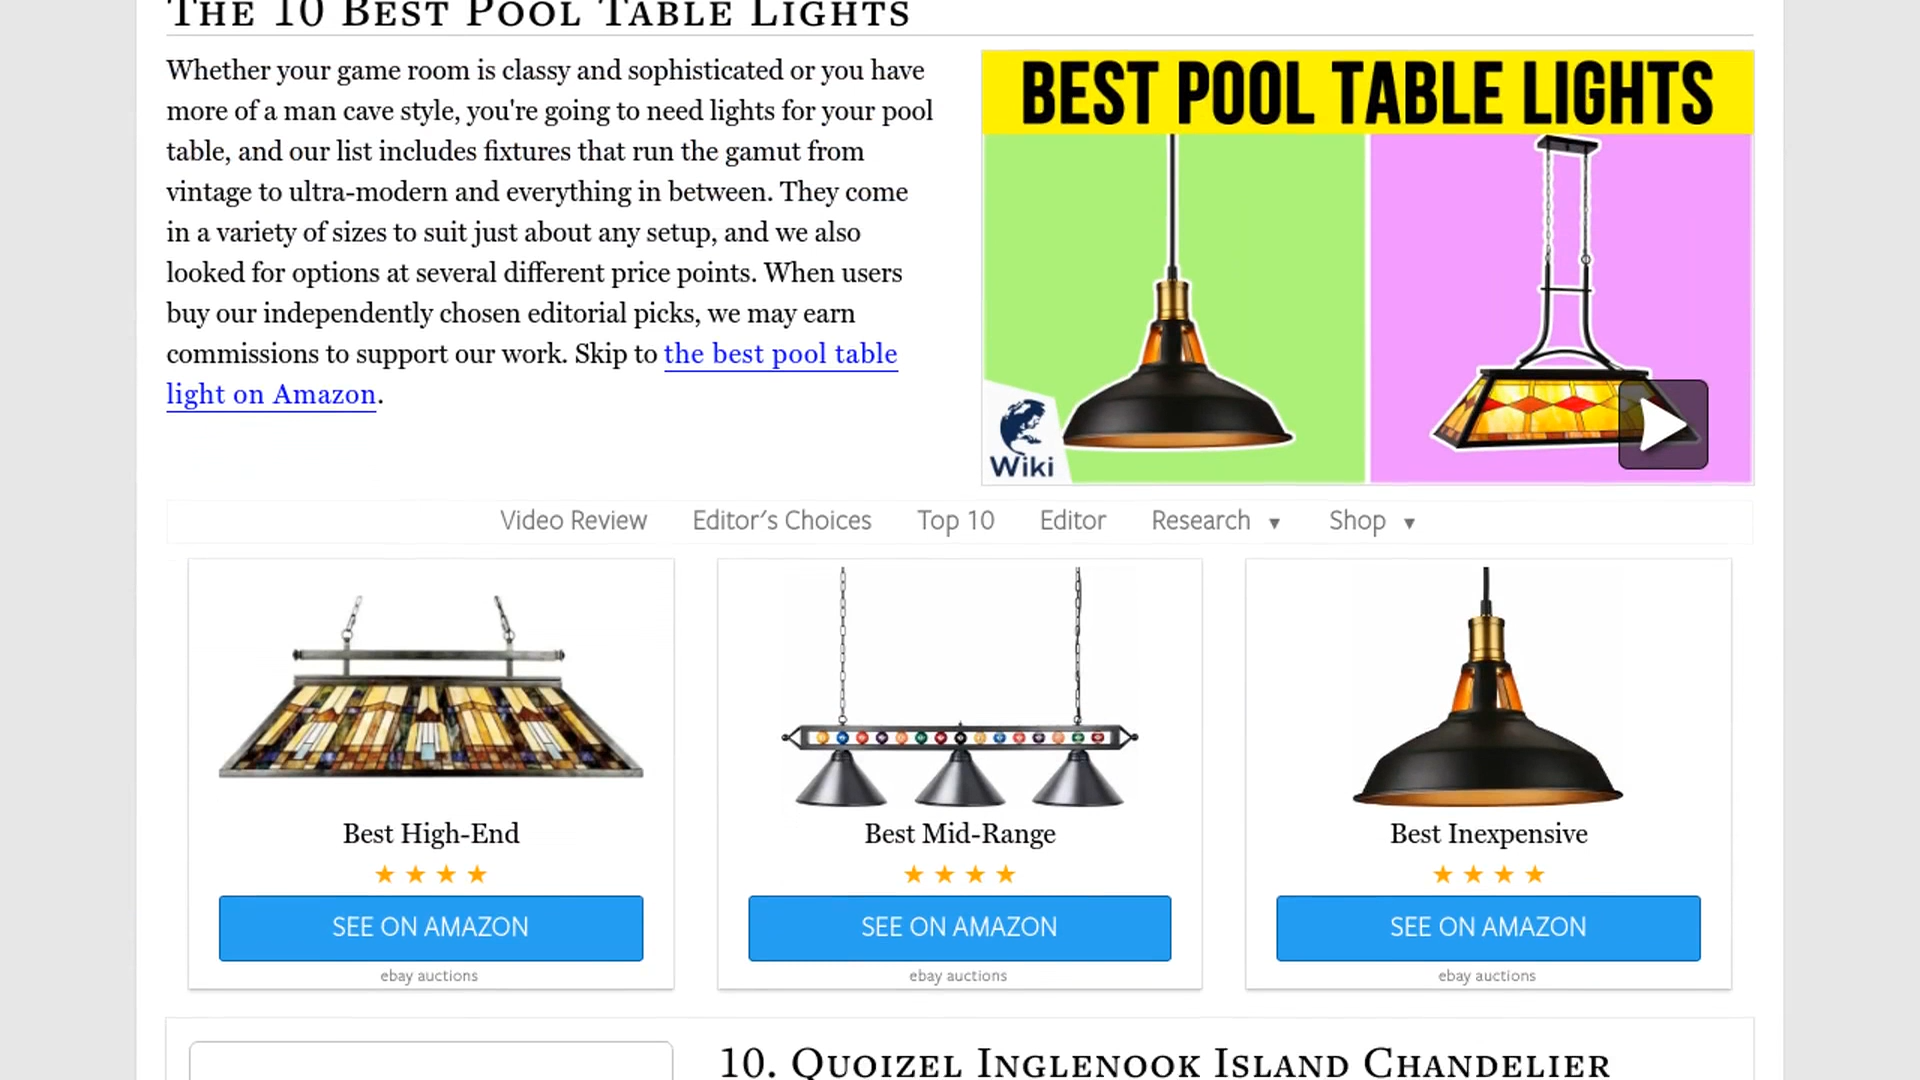 The 10 Best Pool Table Lights
Whether your game room is classy and sophisticated or you have
more of a man cave style, you're going to need lights for your pool
table, and our list includes fixtures that run the gamut from
vintage to ultra-modern and everything in between. They come
in a variety of sizes to suit just about any setup, and we also
looked for options at several different price points. When users
buy our independently chosen editorial picks, we may earn
commissions to support our work. Skip to the best pool table
light on Amazon.
BEST POOL TABLE LIGHTS
Wiki
Video Review Editor's Choices Top 10 Editor Research ▼ Shop ▼
Best High-End
SEE ON AMAZON
ebay auctions
Best Mid-Range
SEE ON AMAZON
ebay auctions
Best Inexpensive
SEE ON AMAZON
ebay auctions
10. Quoizel Inglenook Island Chandelier